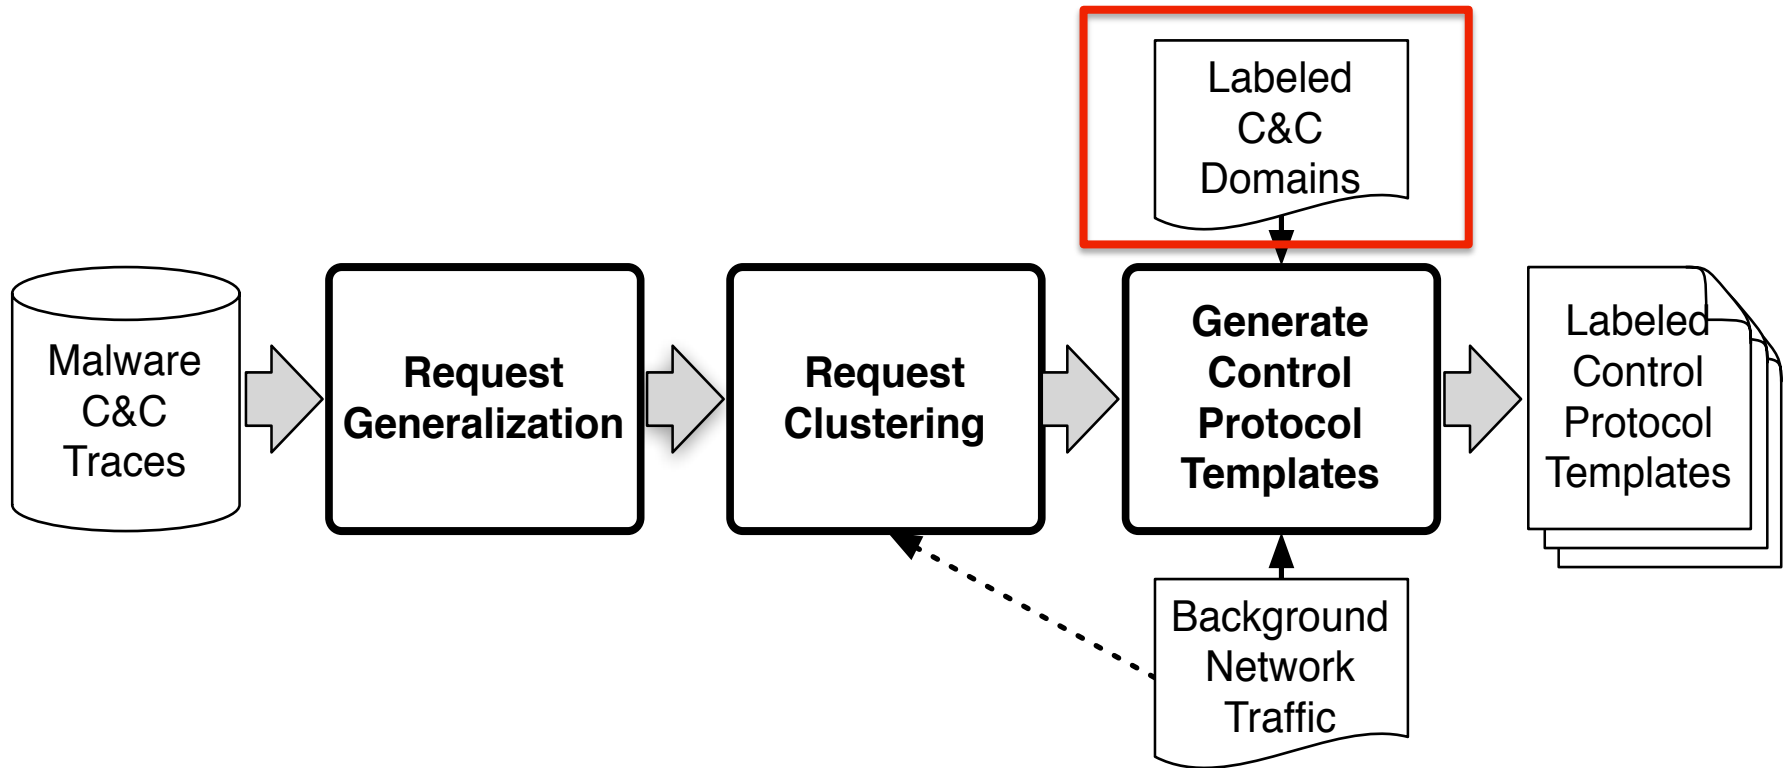 Labeled
C&C
Domains
Malware
C&C
Traces
Request
Generalization
Request
Clustering
Generate
Control
Protocol
Templates
Labeled
Control
Protocol
Templates
Background
Network
Traffic